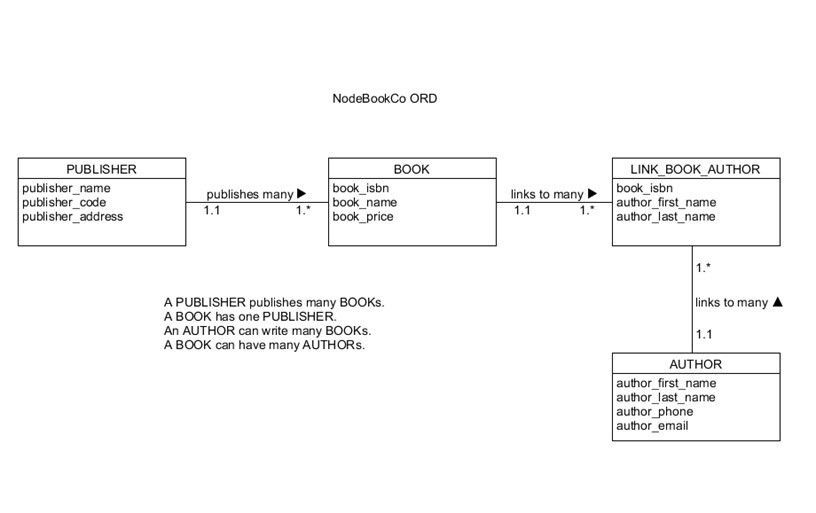 NodeBookCo ORD
PUBLISHER
publisher_name
publisher_code
publisher_address
publishes many ▶
1.1
1.*
BOOK
book_isbn
book_name
book_price
links to many ▶
1.1
1.*
LINK_BOOK_AUTHOR
book_isbn
author_first_name
author_last_name
1.*
links to many ▲
1.1
A PUBLISHER publishes many BOOKs.
A BOOK has one PUBLISHER.
An AUTHOR can write many BOOKs.
A BOOK can have many AUTHORs.
AUTHOR
author_first_name
author_last_name
author_phone
author_email